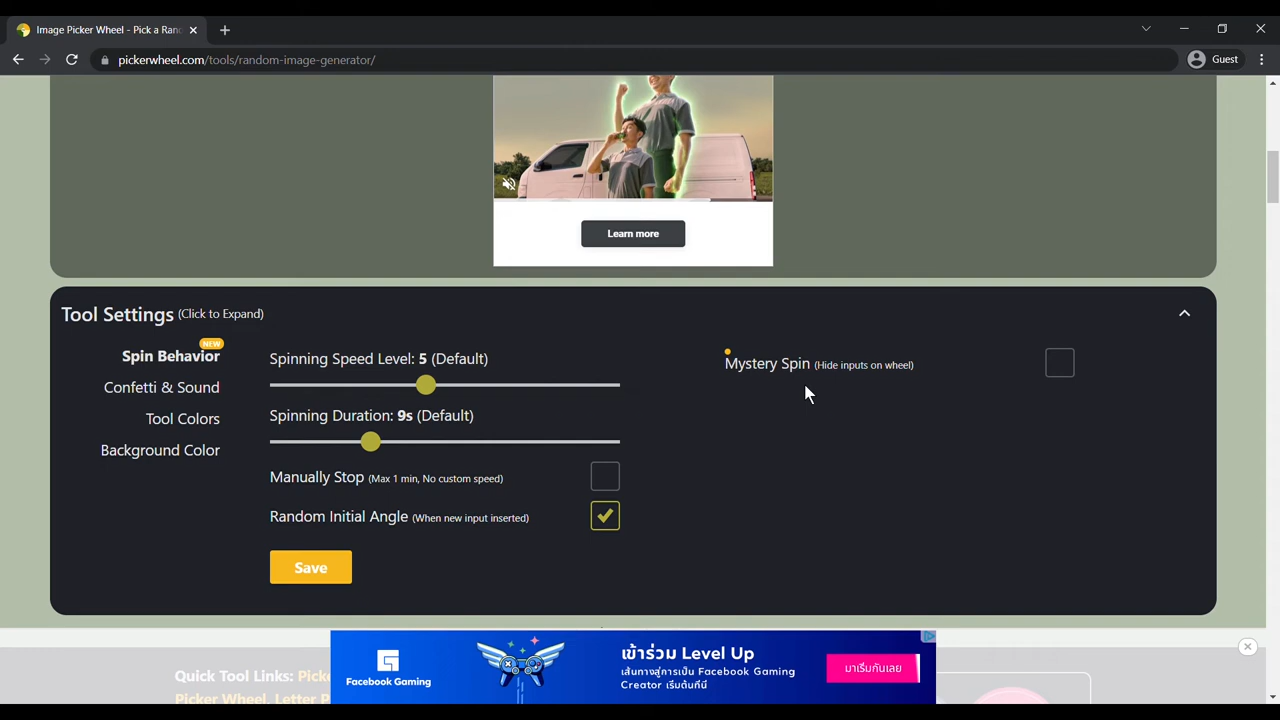 Image Picker Wheel - Pick a Ran
pickerwheel.com/tools/random-image-generator/
Guest
Learn more
Tool Settings (Click to Expand)
NEW
Spin Behavior
Confetti & Sound
Tool Colors
Background Color
Spinning Speed Level: 5 (Default)
Spinning Duration: 9s (Default)
Manually Stop (Max 1 min, No custom speed)
Random Initial Angle (When new input inserted)
Save
Mystery Spin (Hide inputs on wheel)
Quick Tool Links: Picke
Picker Wheel, Letter P
Facebook Gaming
เข้าร่วม Level Up
เส้นทางสู่การเป็น Facebook Gaming
Creator เริ่มต้นที่นี่
มาเริ่มกันเลย